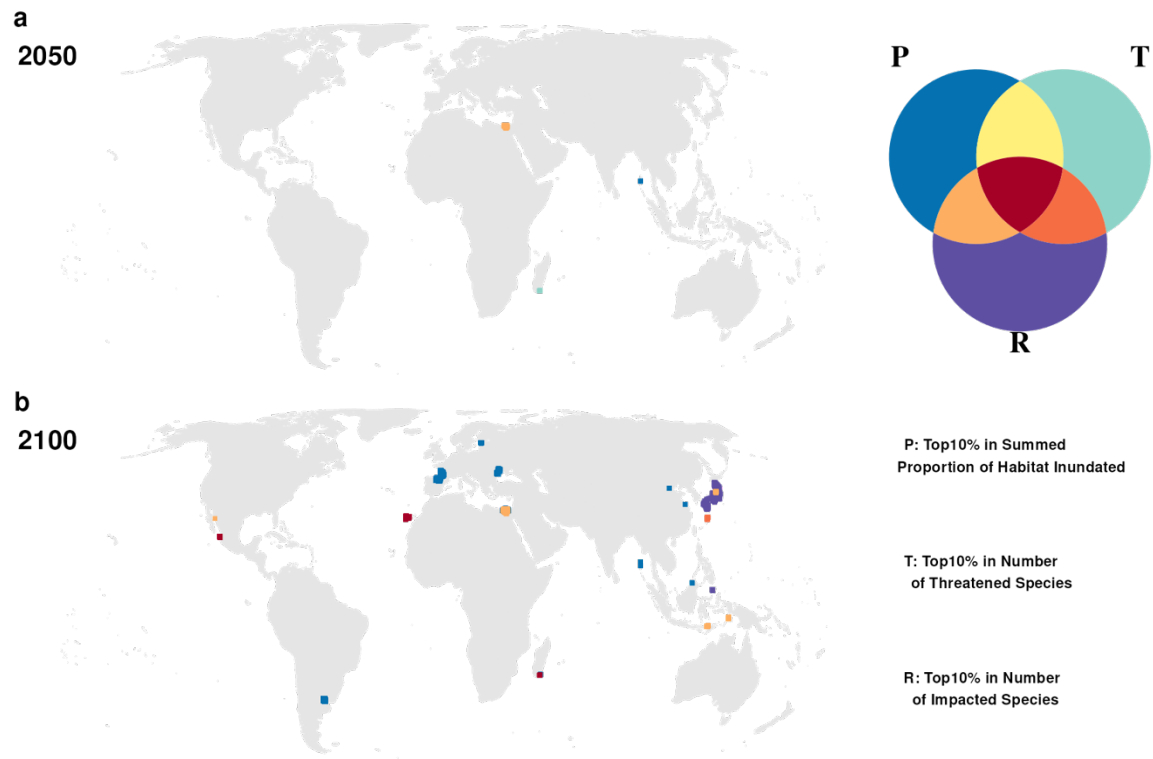 a
2050
P
T
R
b
2100
P: Top10% in Summed
Proportion of Habitat Inundated
T: Top10% in Number
of Threatened Species
R: Top10% in Number
of Impacted Species